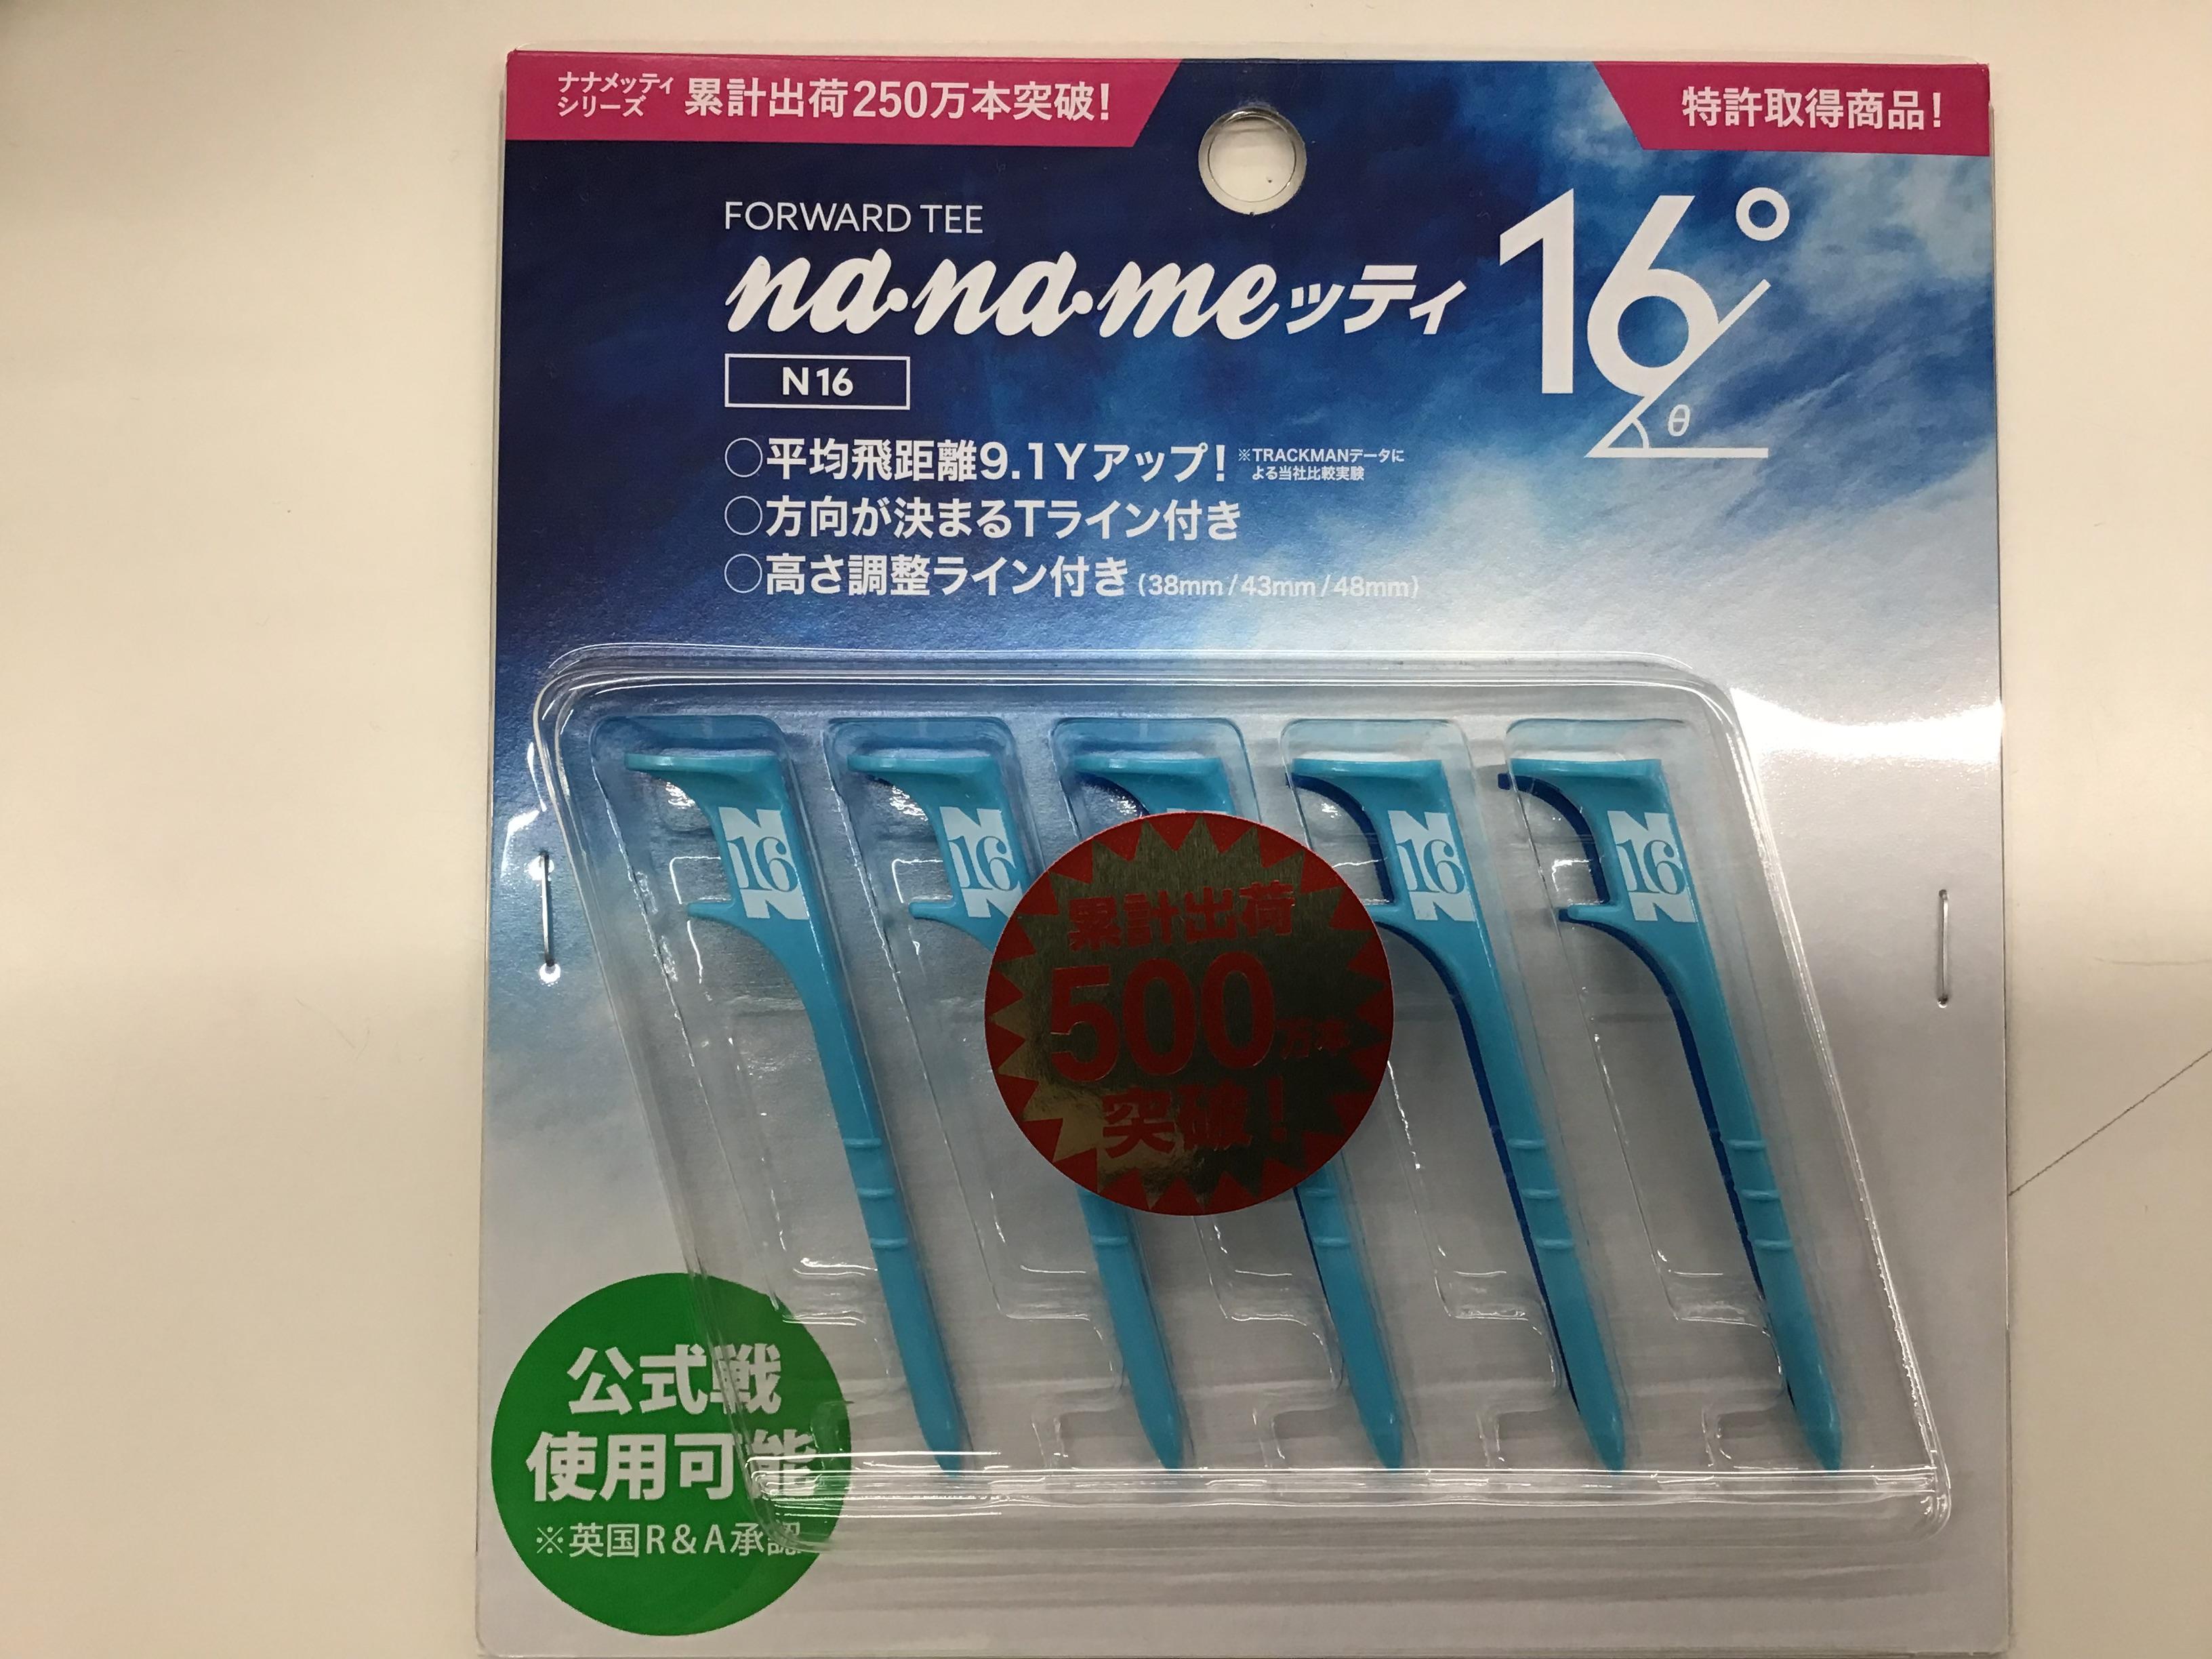 ナナメッティ
シリーズ
累計出荷250万本突破!
特許取得商品!
FORWARD TEE
na・na・meッティ
16°
θ
N16
○平均飛距離9.1Yアップ!
※TRACKMANデータに
よる当社比較実験
○方向が決まるTライン付き
○高さ調整ライン付き(38mm/43mm/48mm)
N16
N16
N16
N16
累計出荷
500万本
突破!
公式戦
使用可能
※英国R&A承認